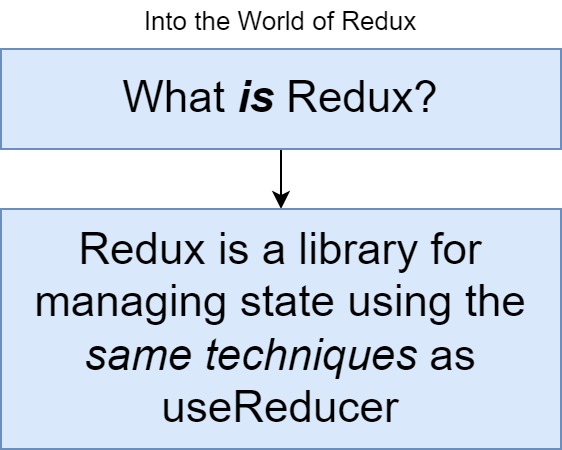 Into the World of Redux
What is Redux?
Redux is a library for
managing state using the
same techniques as
useReducer